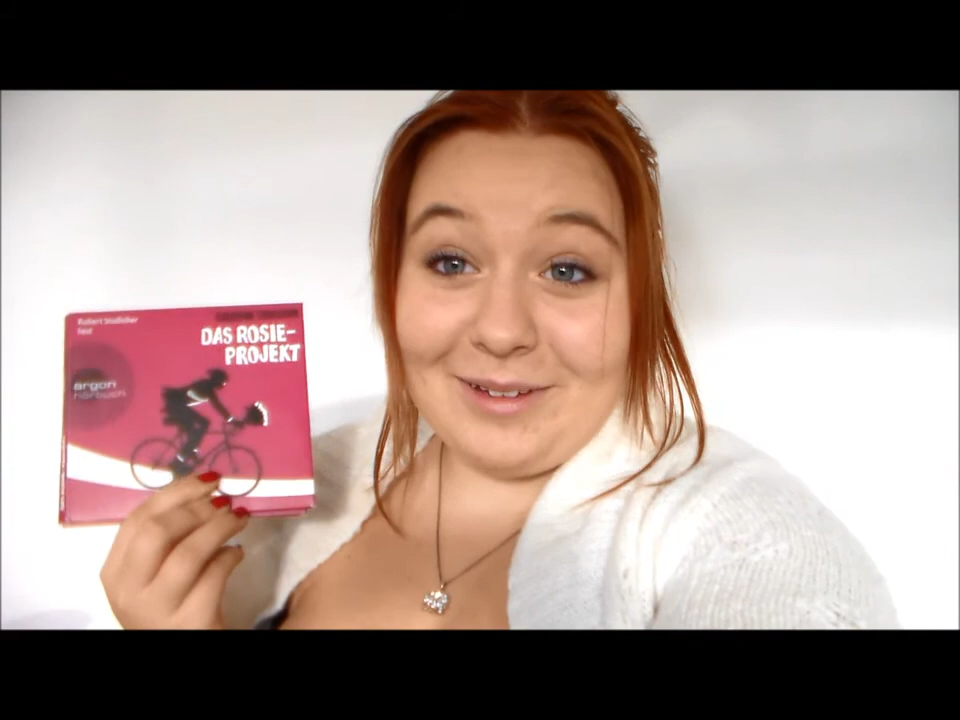 Robert Stadlober
liest
DAS ROSIE-
PROJEKT
argon
hörbuch